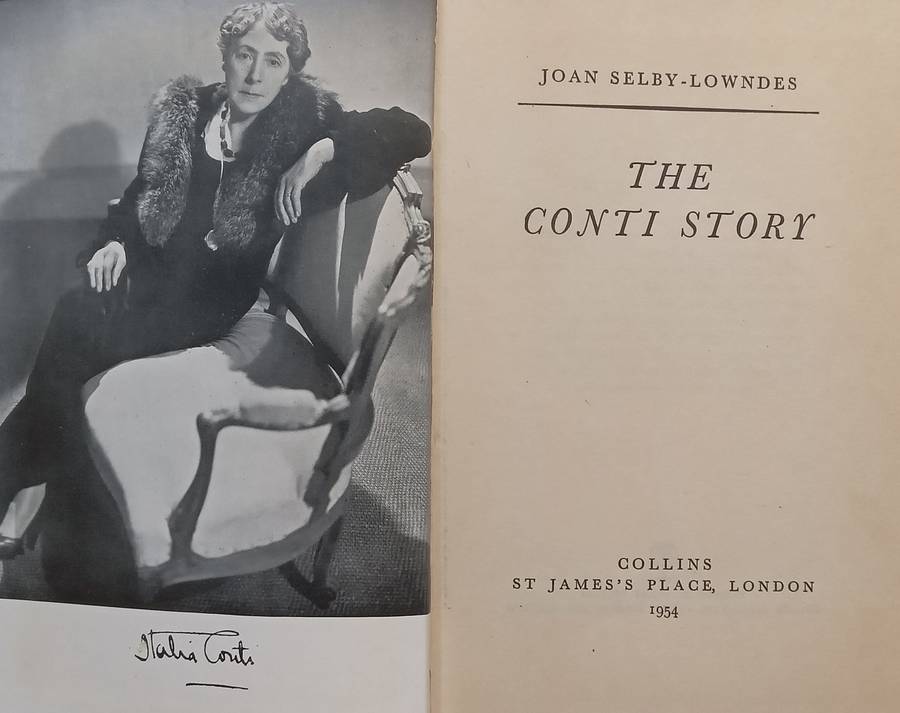 Italia Conti
JOAN SELBY-LOWNDES
THE
CONTI STORY
COLLINS
ST JAMES'S PLACE, LONDON
1954